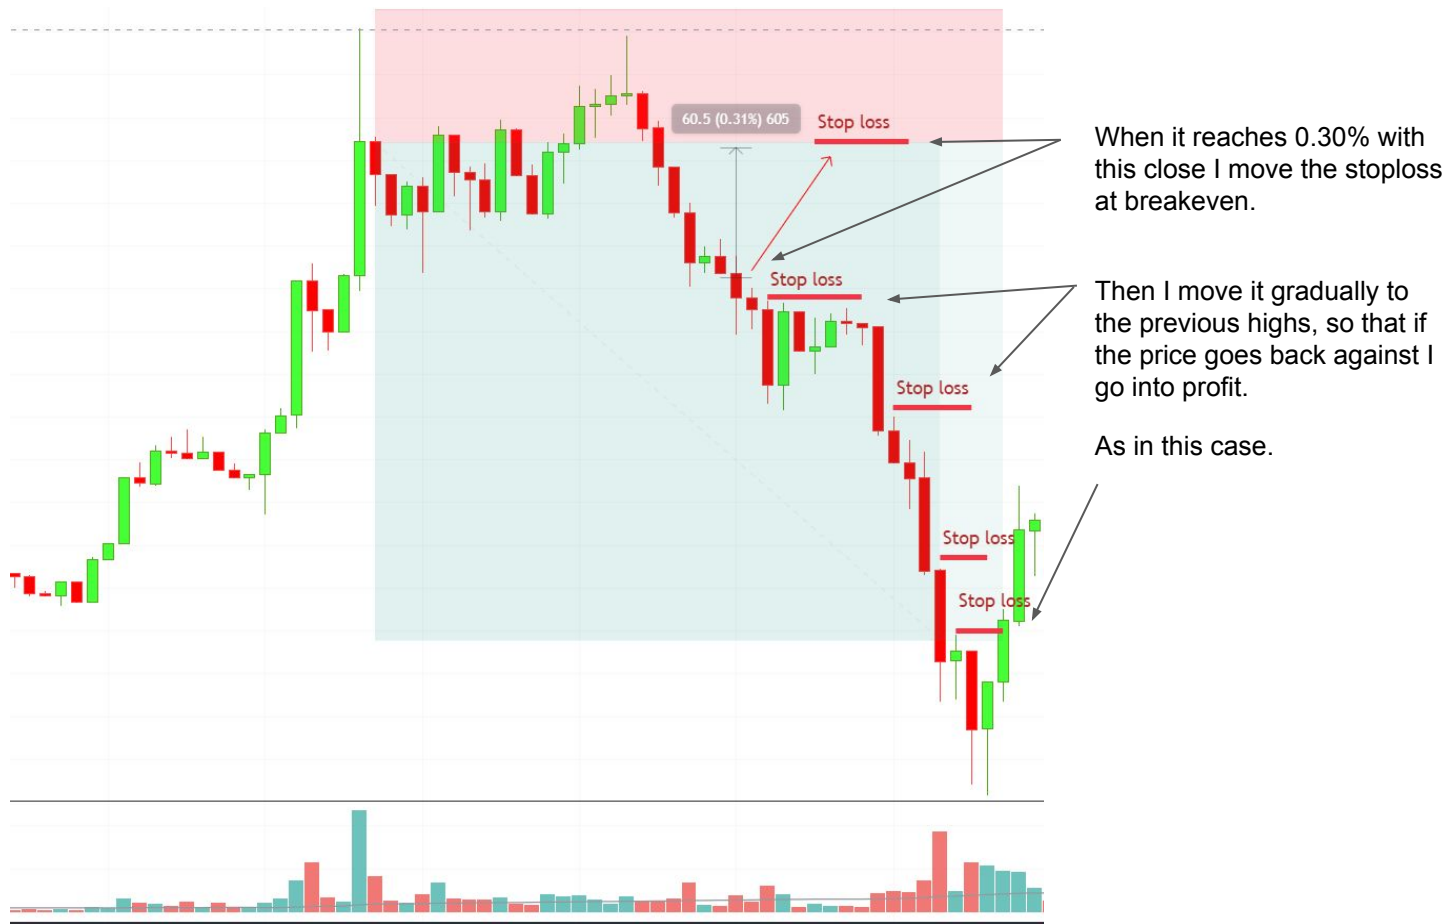 60.5 (0.31%) 605
Stop loss
When it reaches 0.30% with
this close I move the stoploss
at breakeven.
Stop loss
Then I move it gradually to
the previous highs, so that if
the price goes back against I
go into profit.
Stop loss
As in this case.
Stop loss
Stop loss